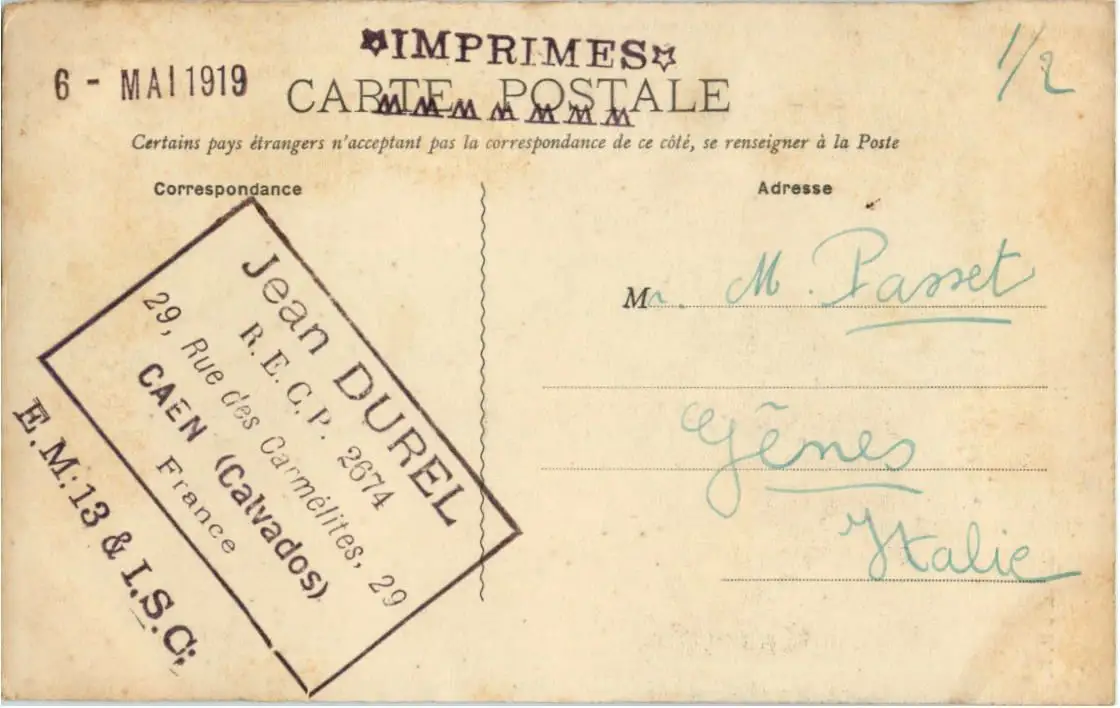 ★IMPRIMES☆
6 - MAI 1919
CARTE POSTALE
Certains pays étrangers n'acceptant pas la correspondance de ce côté, se renseigner à la Poste
1/2
Correspondance
Jean DUREL
R. E. C. P. 2674
29, Rue des Carmélites, 29
CAEN (Calvados)
France
E.M:13 & I.S.C:
Adresse
Mr. M. Passet
Gênes
Italie